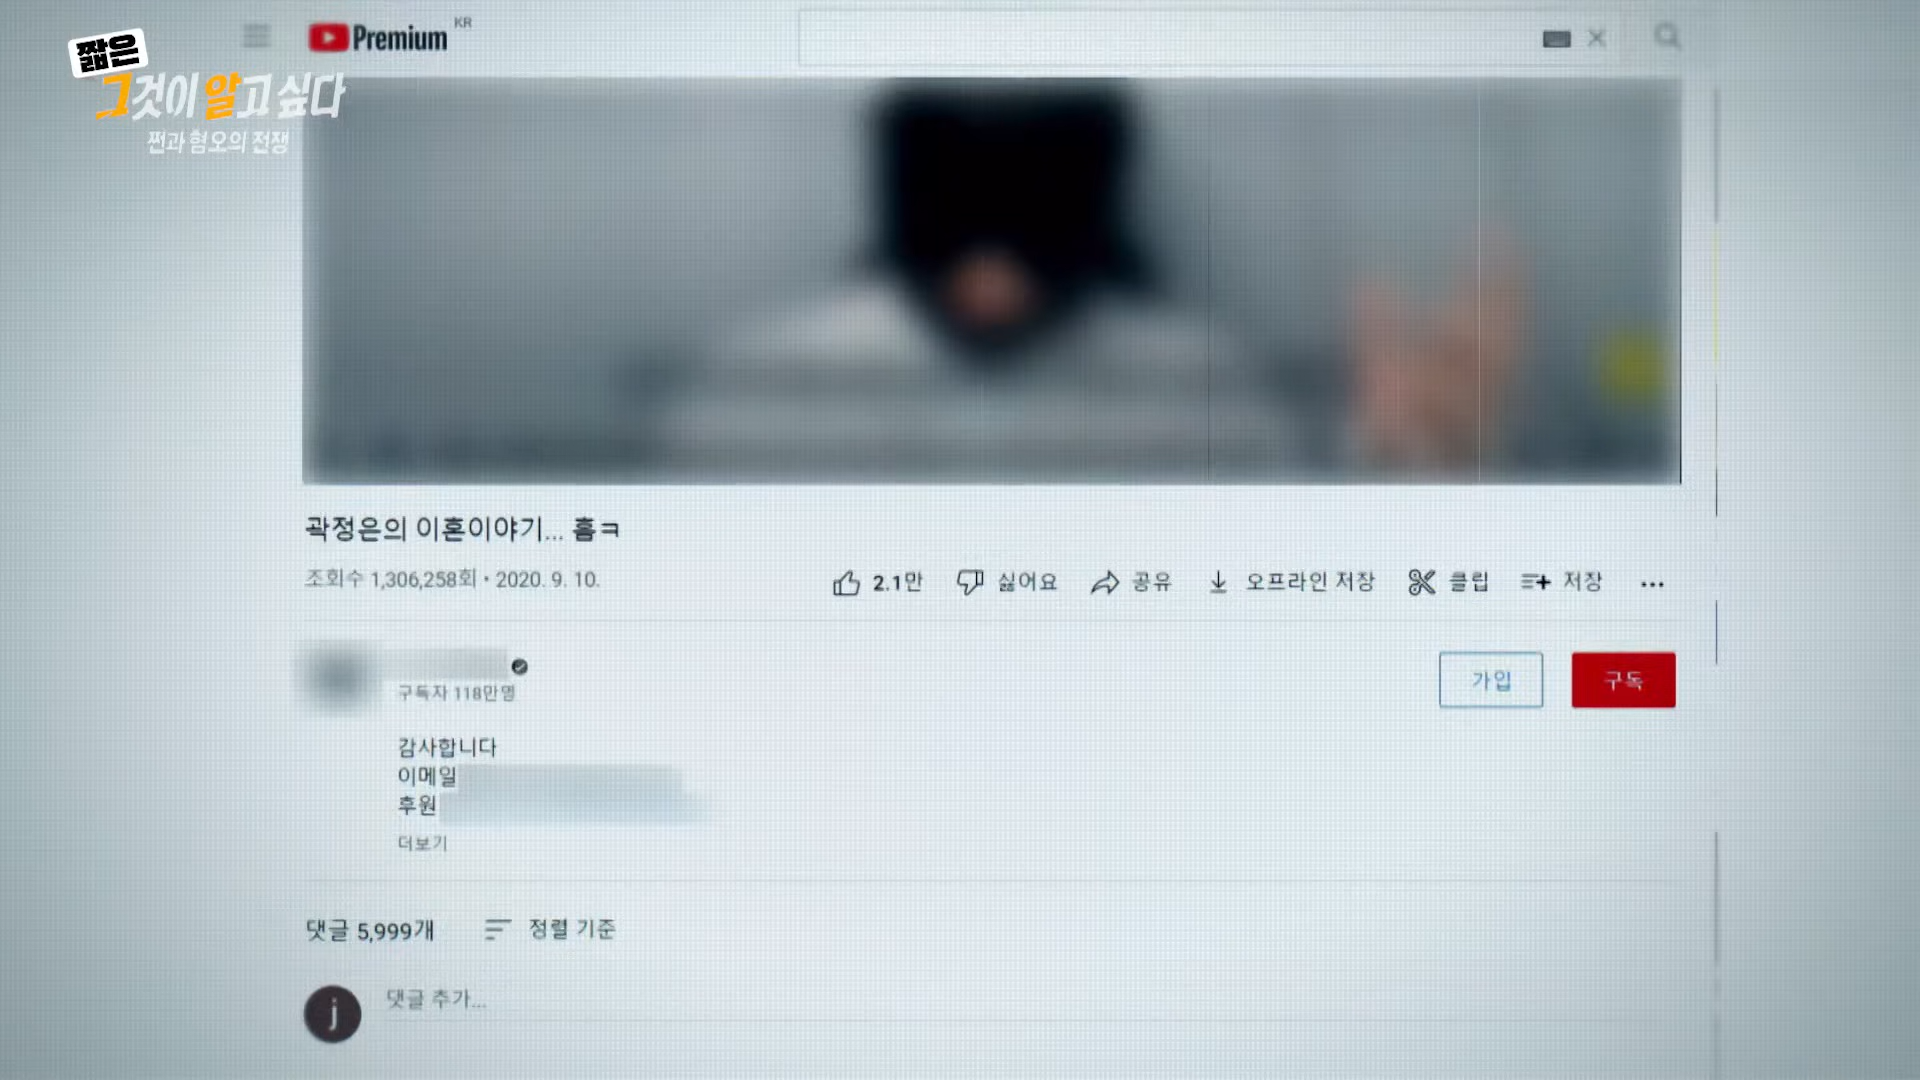 짧은
그것이 알고 싶다
쩐과 혐오의 전쟁
Premium KR
곽정은의 이혼이야기... 흠ㅋ
조회수 1,306,258회 • 2020. 9. 10.
2.1만 싫어요 공유 오프라인 저장 클립 저장
구독자 118만명
가입 구독
감사합니다
이메일
후원
더보기
댓글 5,999개 정렬 기준
j 댓글 추가...